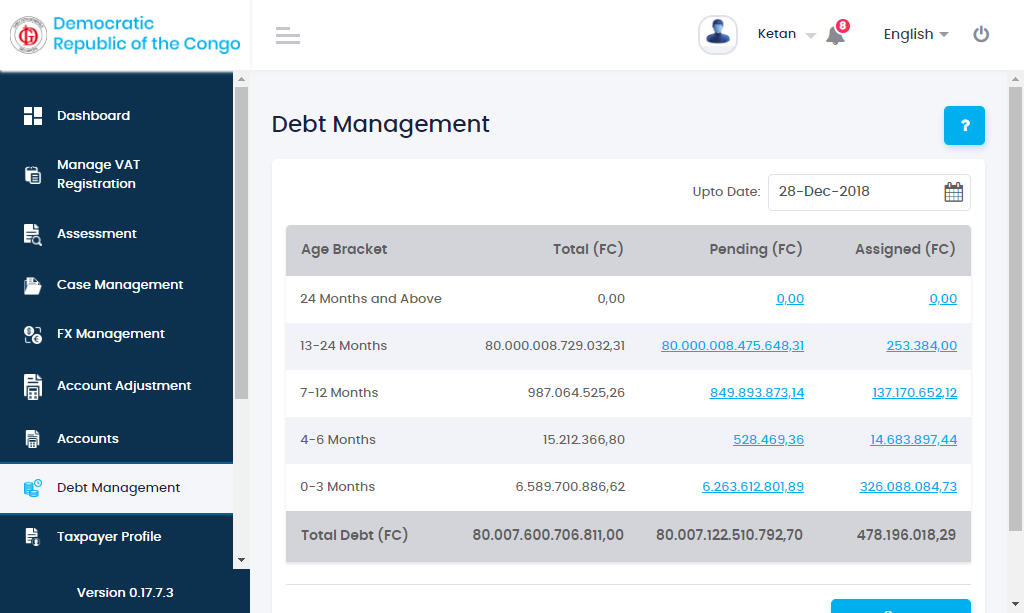 Democratic
Republic of the Congo
Ketan
8
English
Dashboard
Manage VAT
Registration
Assessment
Case Management
FX Management
Account Adjustment
Accounts
Debt Management
Taxpayer Profile
Version 0.17.7.3
Debt Management
?
Upto Date: 28-Dec-2018
Age Bracket Total (FC) Pending (FC) Assigned (FC)
24 Months and Above 0,00 0,00 0,00
13-24 Months 80.000.008.729.032,31 80.000.008.475.648,31 253.384,00
7-12 Months 987.064.525,26 849.893.873,14 137.170.652,12
4-6 Months 15.212.366,80 528.469,36 14.683.897,44
0-3 Months 6.589.700.886,62 6.263.612.801,89 326.088.084,73
Total Debt (FC) 80.007.600.706.811,00 80.007.122.510.792,70 478.196.018,29